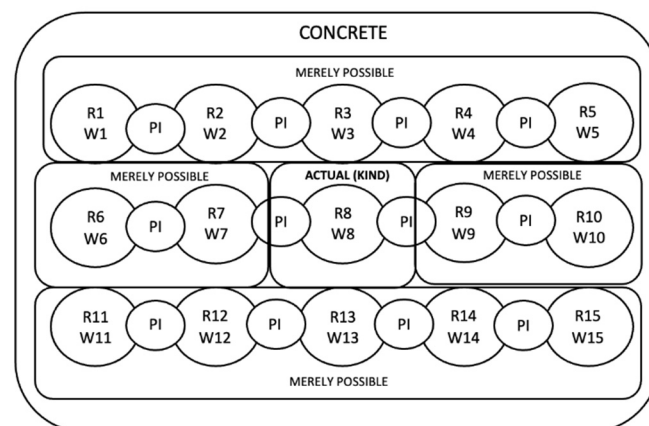 CONCRETE
MERELY POSSIBLE
R1 PI R2 PI R3 PI R4 PI R5
W1 W2 W3 W4 W5
MERELY POSSIBLE ACTUAL (KIND) MERELY POSSIBLE
R6 PI R7 PI R8 PI R9 PI R10
W6 W7 W8 W9 W10
R11 PI R12 PI R13 PI R14 PI R15
W11 W12 W13 W14 W15
MERELY POSSIBLE